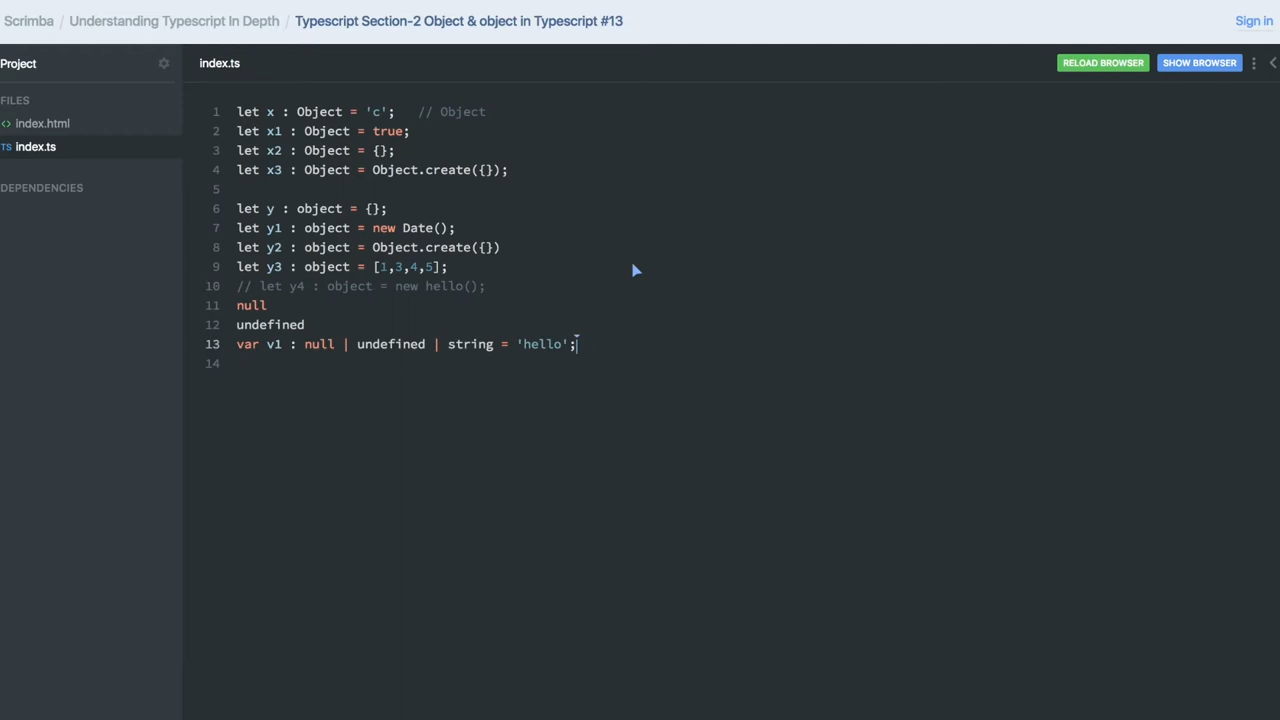 Scrimba / Understanding Typescript In Depth / Typescript Section-2 Object & object in Typescript #13
Sign in
Project
index.ts
RELOAD BROWSER
SHOW BROWSER
FILES
<> index.html
TS index.ts
DEPENDENCIES
1 let x : Object = 'c';   // Object
2 let x1 : Object = true;
3 let x2 : Object = {};
4 let x3 : Object = Object.create({});
5
6 let y : object = {};
7 let y1 : object = new Date();
8 let y2 : object = Object.create({})
9 let y3 : object = [1,3,4,5];
10 // let y4 : object = new hello();
11 null
12 undefined
13 var v1 : null | undefined | string = 'hello';
14